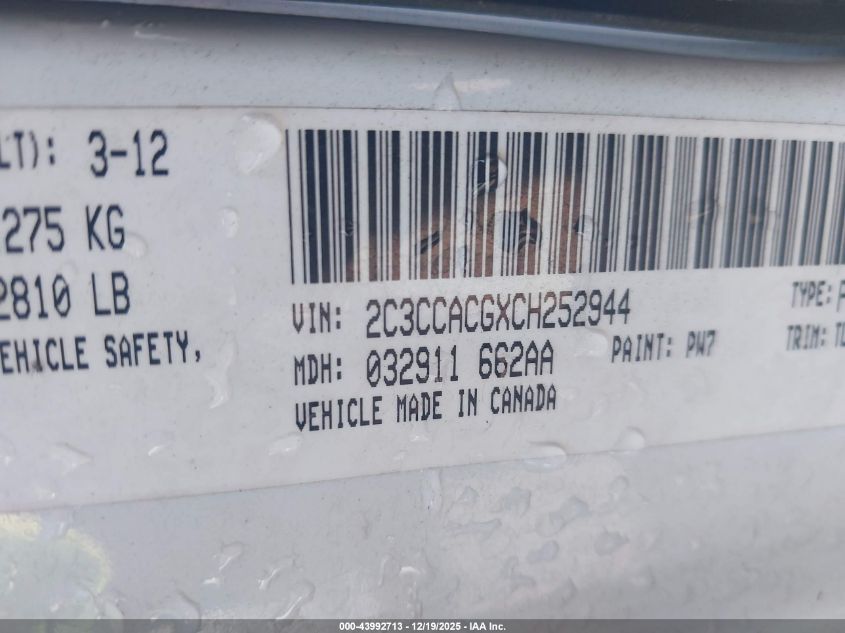 LT): 3-12
275 KG
2810 LB
VEHICLE SAFETY,
VIN: 2C3CCACGXCH252944
TYPE:
MDH: 032911 662AA
PAINT: PW7
TRIM:
VEHICLE MADE IN CANADA
000-43992713 - 12/19/2025 - IAA Inc.